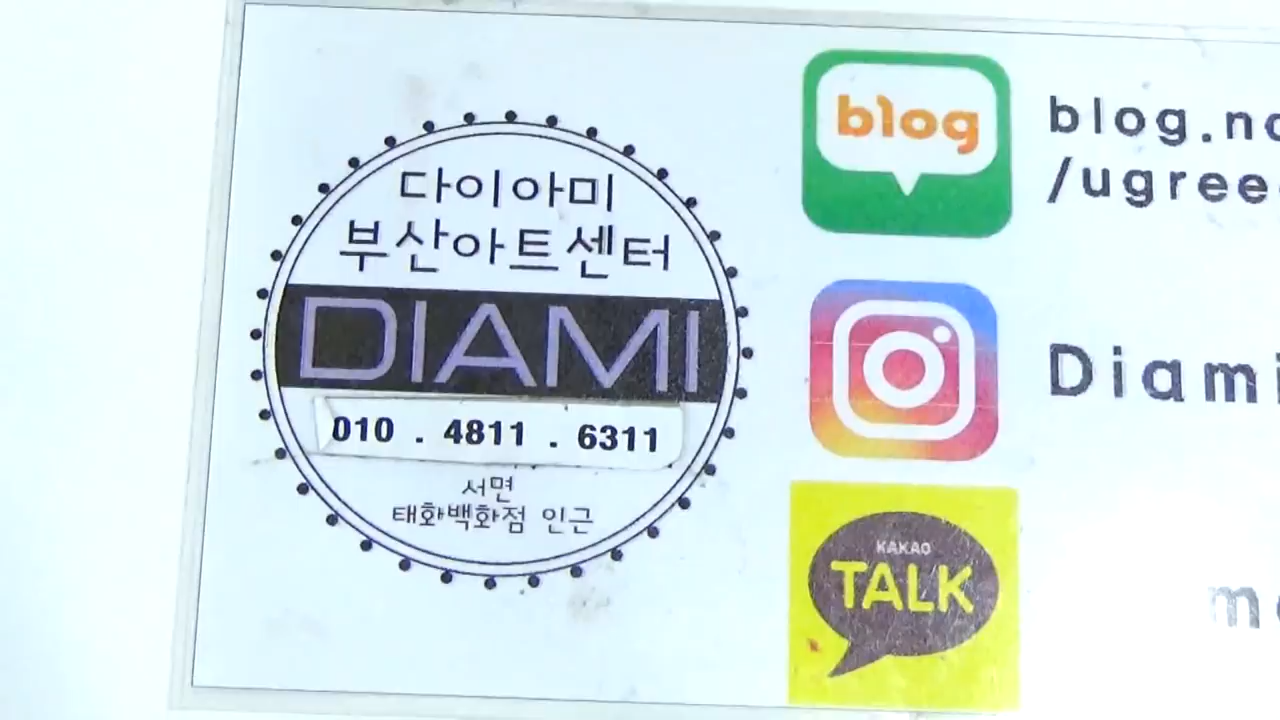 다이아미
부산아트센터
DIAMI
010 . 4811 . 6311
서면
태화백화점 인근
blog
blog.na
/ugree
Diami
KAKAO
TALK